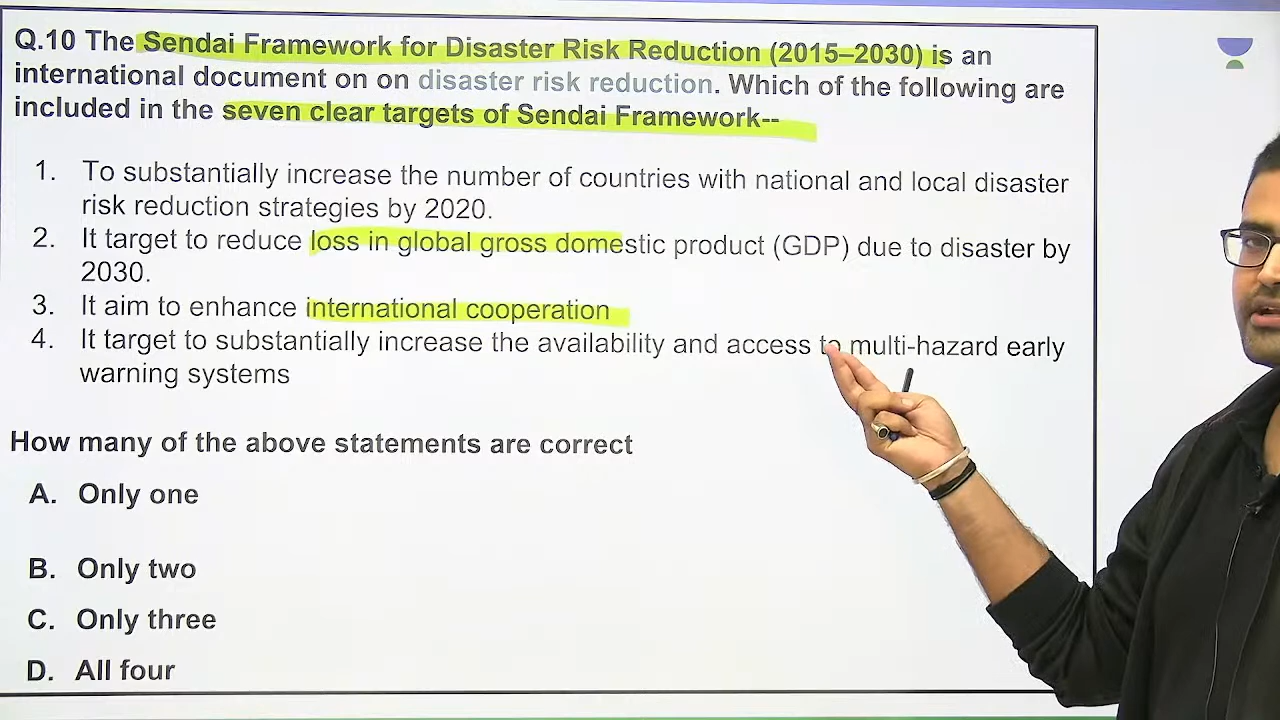 Q.10 The Sendai Framework for Disaster Risk Reduction (2015–2030) is an
international document on on disaster risk reduction. Which of the following are
included in the seven clear targets of Sendai Framework--
1. To substantially increase the number of countries with national and local disaster
risk reduction strategies by 2020.
2. It target to reduce loss in global gross domestic product (GDP) due to disaster by
2030.
3. It aim to enhance international cooperation
4. It target to substantially increase the availability and access to multi-hazard early
warning systems
How many of the above statements are correct
A. Only one
B. Only two
C. Only three
D. All four